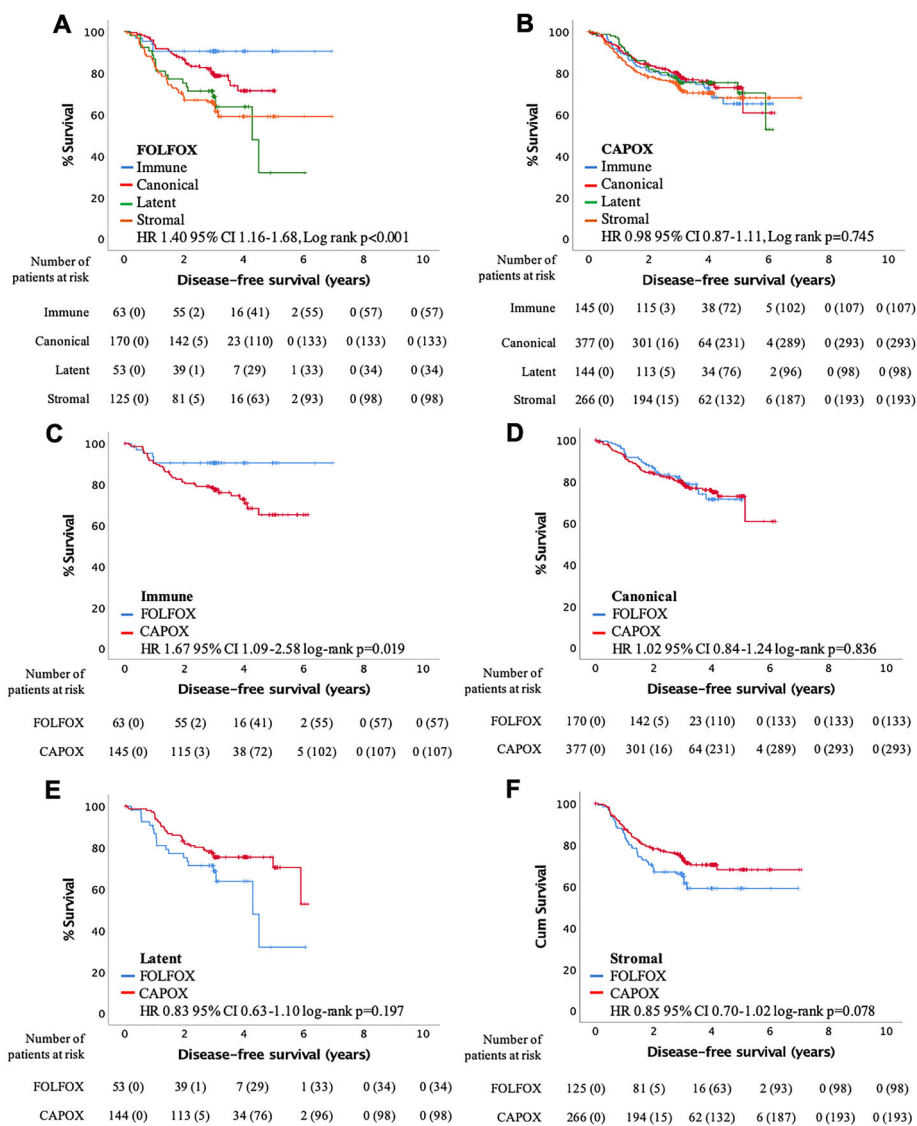 A
100
80
60
40
20
0
% Survival
FOLFOX
Immune
Canonical
Latent
Stromal
HR 1.40 95% CI 1.16-1.68, Log rank p<0.001
0 2 4 6 8 10
Disease-free survival (years)
Number of
patients at risk
Immune 63 (0) 55 (2) 16 (41) 2 (55) 0 (57) 0 (57)
Canonical 170 (0) 142 (5) 23 (110) 0 (133) 0 (133) 0 (133)
Latent 53 (0) 39 (1) 7 (29) 1 (33) 0 (34) 0 (34)
Stromal 125 (0) 81 (5) 16 (63) 2 (93) 0 (98) 0 (98)
B
100
80
60
40
20
0
% Survival
CAPOX
Immune
Canonical
Latent
Stromal
HR 0.98 95% CI 0.87-1.11, Log rank p=0.745
0 2 4 6 8 10
Disease-free survival (years)
Number of
patients at risk
Immune 145 (0) 115 (3) 38 (72) 5 (102) 0 (107) 0 (107)
Canonical 377 (0) 301 (16) 64 (231) 4 (289) 0 (293) 0 (293)
Latent 144 (0) 113 (5) 34 (76) 2 (96) 0 (98) 0 (98)
Stromal 266 (0) 194 (15) 62 (132) 6 (187) 0 (193) 0 (193)
C
100
80
60
40
20
0
% Survival
Immune
FOLFOX
CAPOX
HR 1.67 95% CI 1.09-2.58 log-rank p=0.019
0 2 4 6 8 10
Disease-free survival (years)
Number of
patients at risk
FOLFOX 63 (0) 55 (2) 16 (41) 2 (55) 0 (57) 0 (57)
CAPOX 145 (0) 115 (3) 38 (72) 5 (102) 0 (107) 0 (107)
D
100
80
60
40
20
0
% Survival
Canonical
FOLFOX
CAPOX
HR 1.02 95% CI 0.84-1.24 log-rank p=0.836
0 2 4 6 8 10
Disease-free survival (years)
Number of
patients at risk
FOLFOX 170 (0) 142 (5) 23 (110) 0 (133) 0 (133) 0 (133)
CAPOX 377 (0) 301 (16) 64 (231) 4 (289) 0 (293) 0 (293)
E
100
80
60
40
20
0
% Survival
Latent
FOLFOX
CAPOX
HR 0.83 95% CI 0.63-1.10 log-rank p=0.197
0 2 4 6 8 10
Disease-free survival (years)
Number of
patients at risk
FOLFOX 53 (0) 39 (1) 7 (29) 1 (33) 0 (34) 0 (34)
CAPOX 144 (0) 113 (5) 34 (76) 2 (96) 0 (98) 0 (98)
F
100
80
60
40
20
0
Cum Survival
Stromal
FOLFOX
CAPOX
HR 0.85 95% CI 0.70-1.02 log-rank p=0.078
0 2 4 6 8 10
Disease-free survival (years)
Number of
patients at risk
FOLFOX 125 (0) 81 (5) 16 (63) 2 (93) 0 (98) 0 (98)
CAPOX 266 (0) 194 (15) 62 (132) 6 (187) 0 (193) 0 (193)